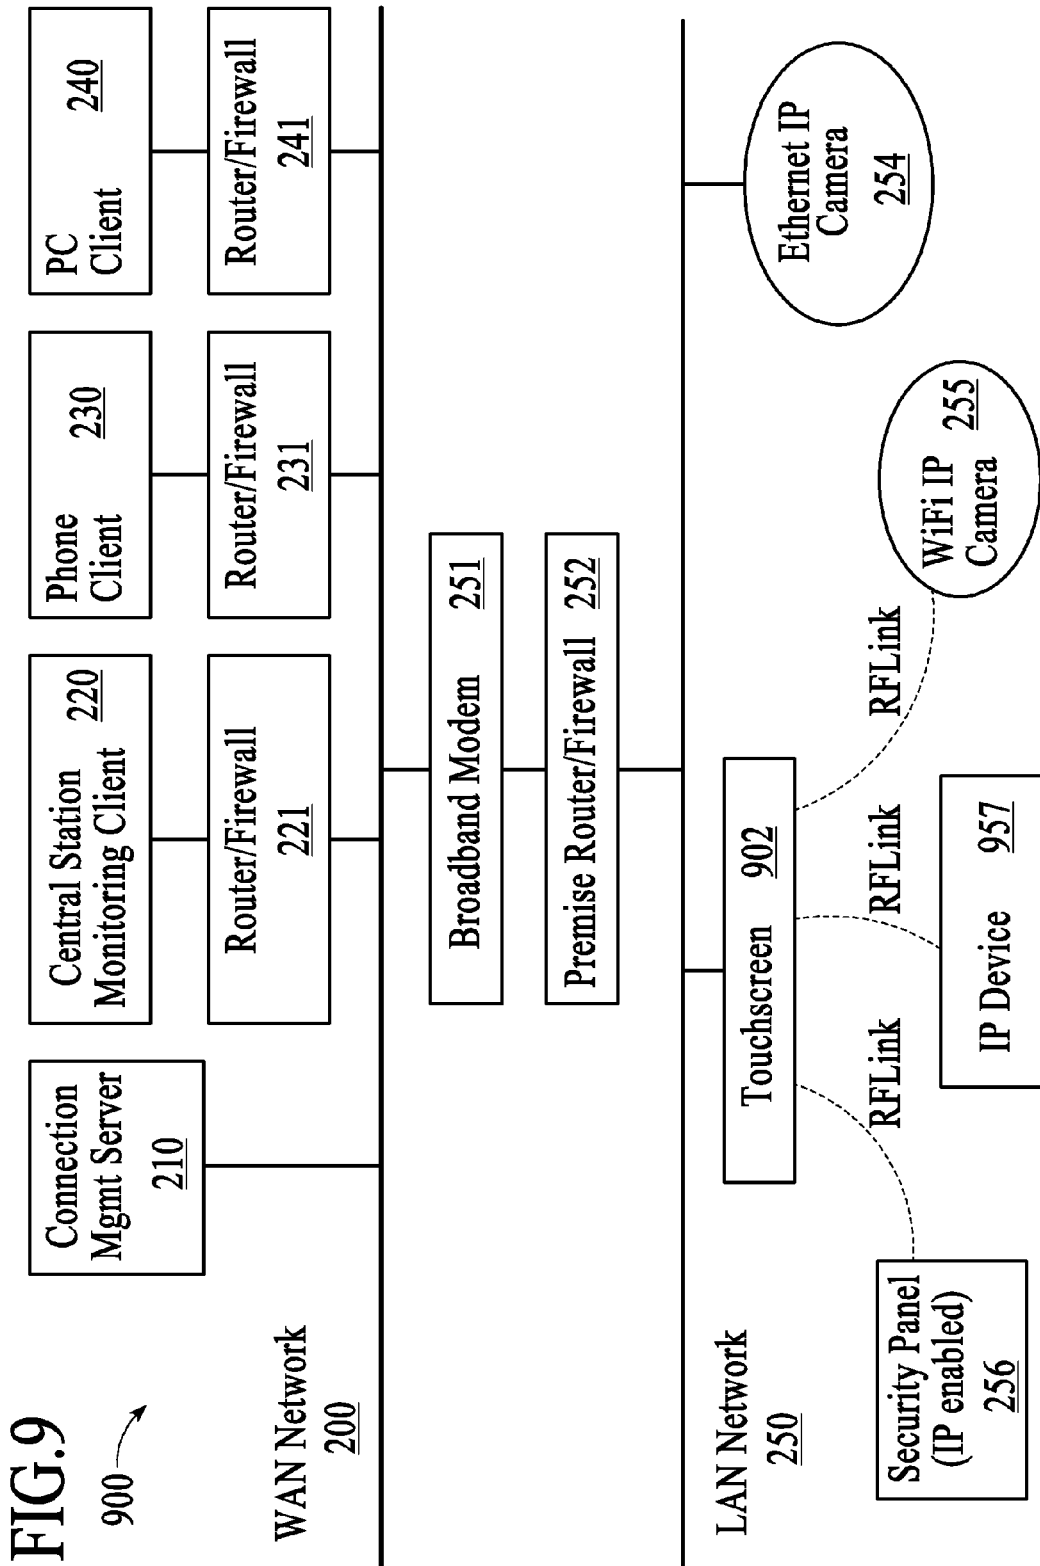 FIG.9
900
Connection
Mgmt Server
210
Central Station
Monitoring Client
220
Phone
Client
230
PC
Client
240
Router/Firewall
221
Router/Firewall
231
Router/Firewall
241
WAN Network
200
Broadband Modem 251
Premise Router/Firewall 252
LAN Network
250
Touchscreen 902
Ethernet IP
Camera
254
RFLink
RFLink
RFLink
Security Panel
(IP enabled)
256
IP Device 957
WiFi IP
Camera
255